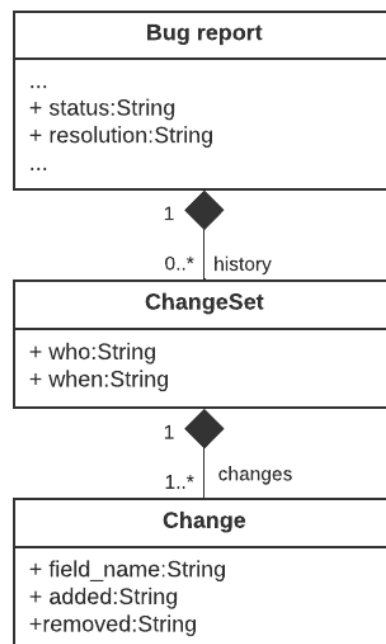 Bug report
...
+ status:String
+ resolution:String
...
1
0..* history
ChangeSet
+ who:String
+ when:String
1
1..* changes
Change
+ field_name:String
+ added:String
+removed:String